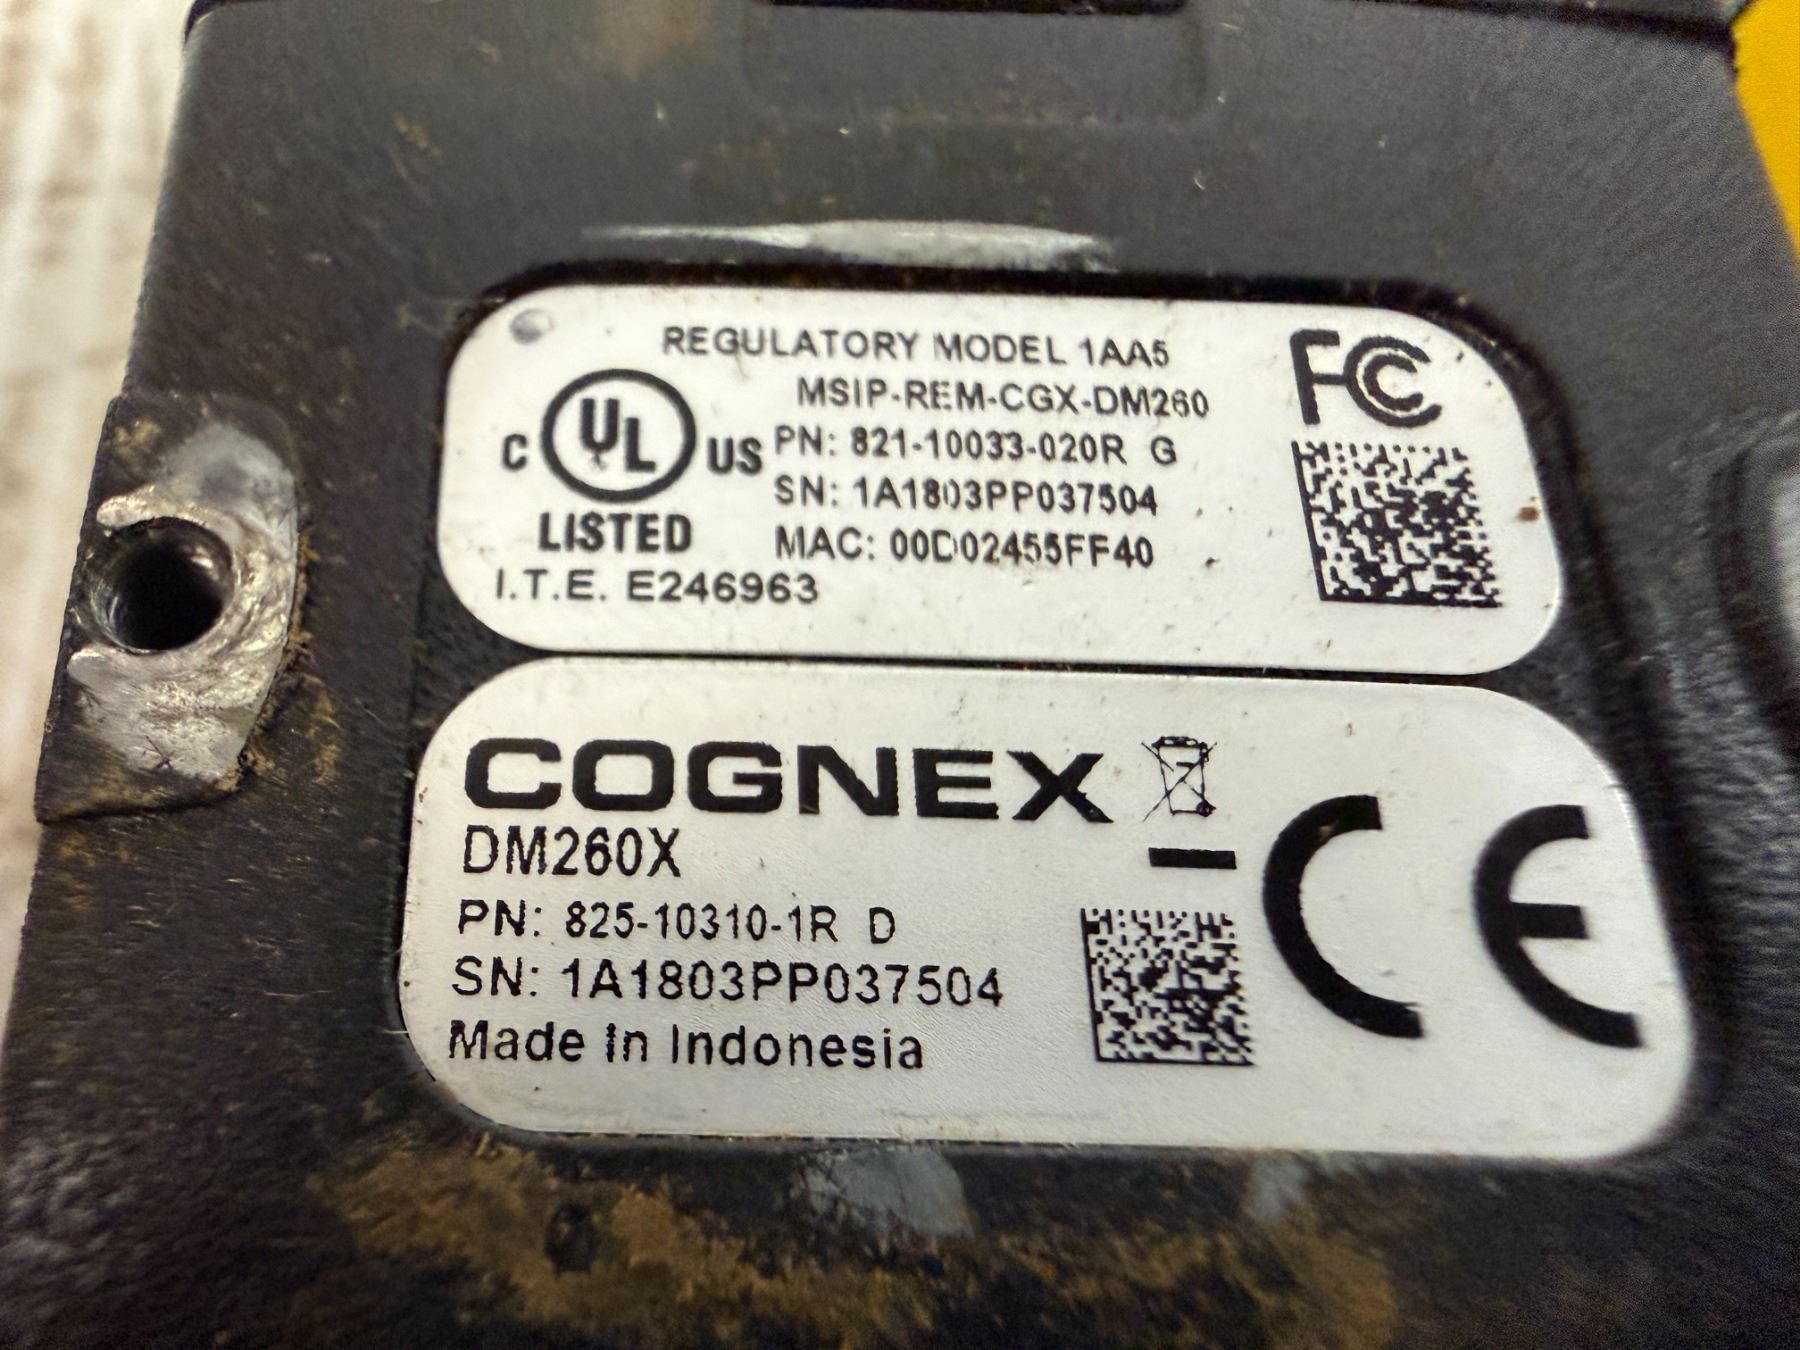 REGULATORY MODEL 1AA5
MSIP-REM-CGX-DM260
C UL US
PN: 821-10033-020R G
SN: 1A1803PP037504
LISTED
MAC: 00D02455FF40
I.T.E. E246963
FC
COGNEX
DM260X
CE
PN: 825-10310-1R D
SN: 1A1803PP037504
Made In Indonesia